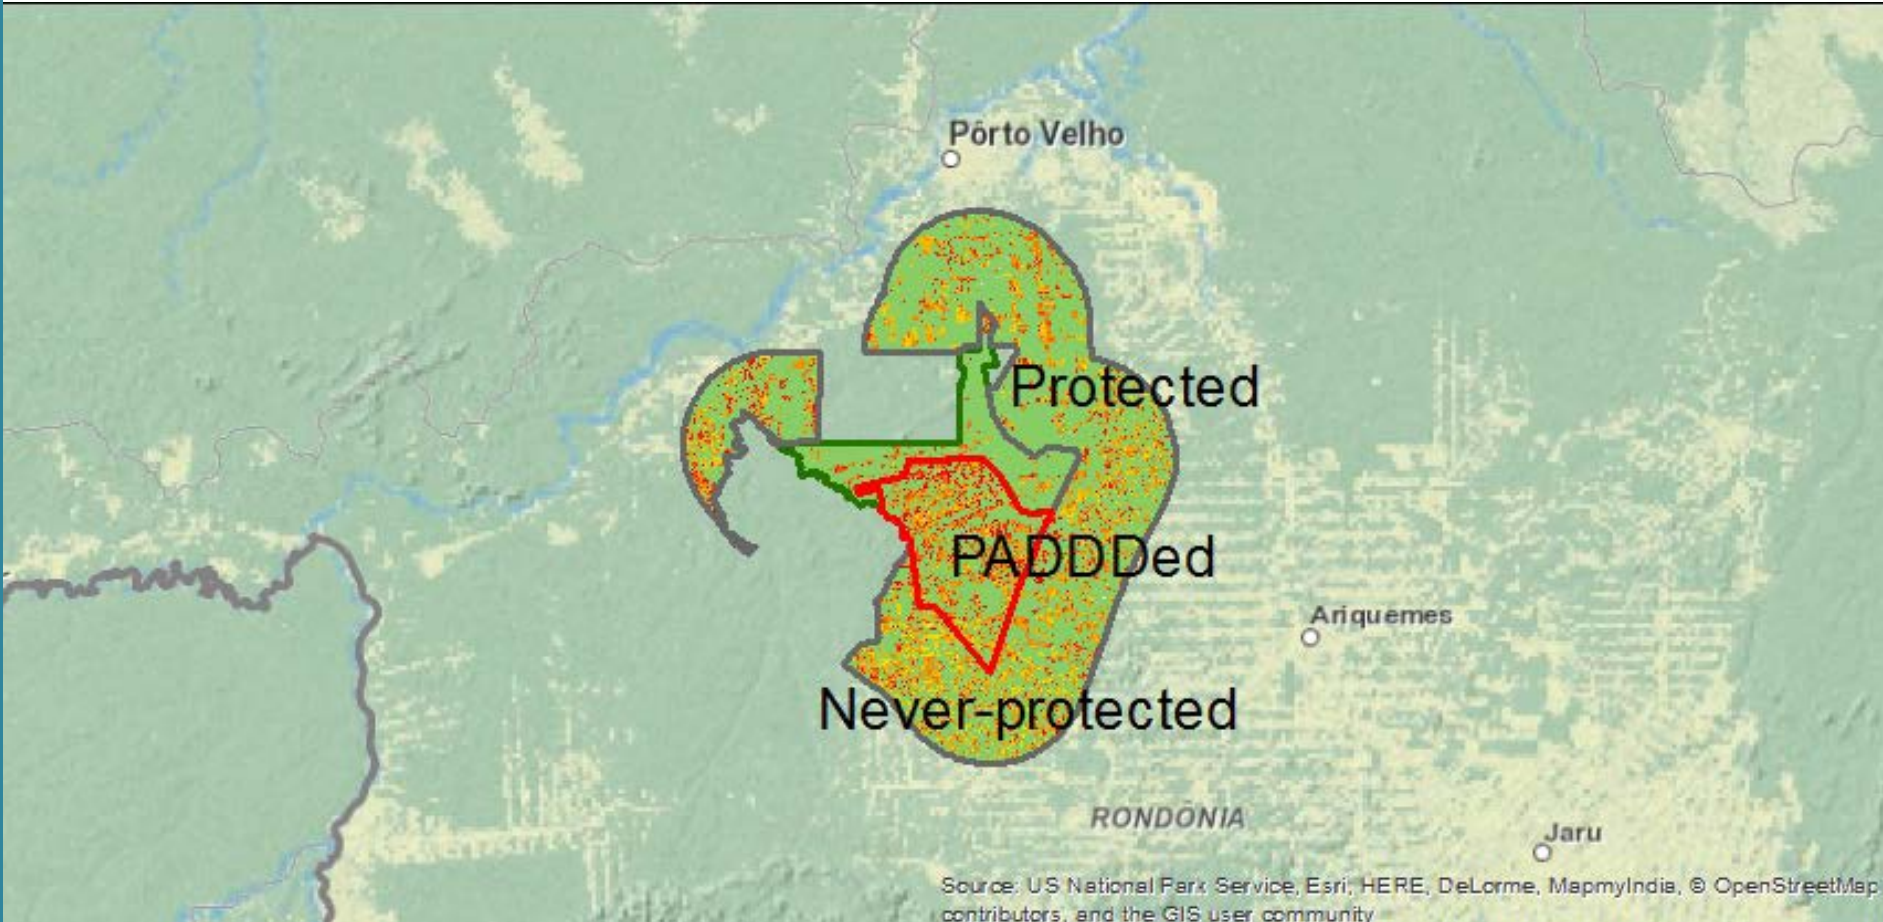 Pôrto Velho
Protected
PADDDed
Ariquemes
Never-protected
RONDÔNIA
Jaru
Source: US National Park Service, Esri, HERE, DeLorme, MapmyIndia, © OpenStreetMap
contributors, and the GIS user community